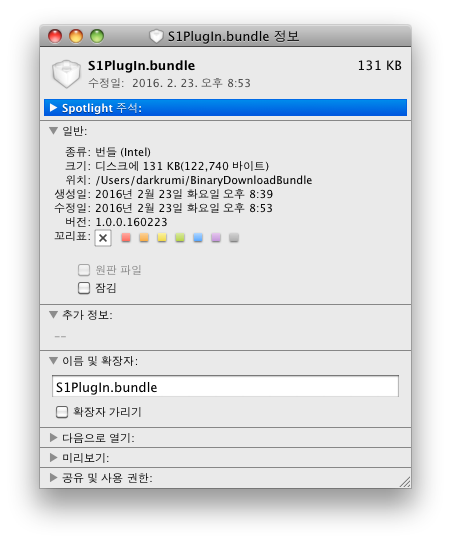 S1PlugIn.bundle 정보
S1PlugIn.bundle 131 KB
수정일: 2016. 2. 23. 오후 8:53
Spotlight 주석:
일반:
종류: 번들 (Intel)
크기: 디스크에 131 KB(122,740 바이트)
위치: /Users/darkrumi/BinaryDownloadBundle
생성일: 2016년 2월 23일 화요일 오후 8:39
수정일: 2016년 2월 23일 화요일 오후 8:53
버전: 1.0.0.160223
꼬리표:
원판 파일
잠김
추가 정보:
--
이름 및 확장자:
S1PlugIn.bundle
확장자 가리기
다음으로 열기:
미리보기:
공유 및 사용 권한: